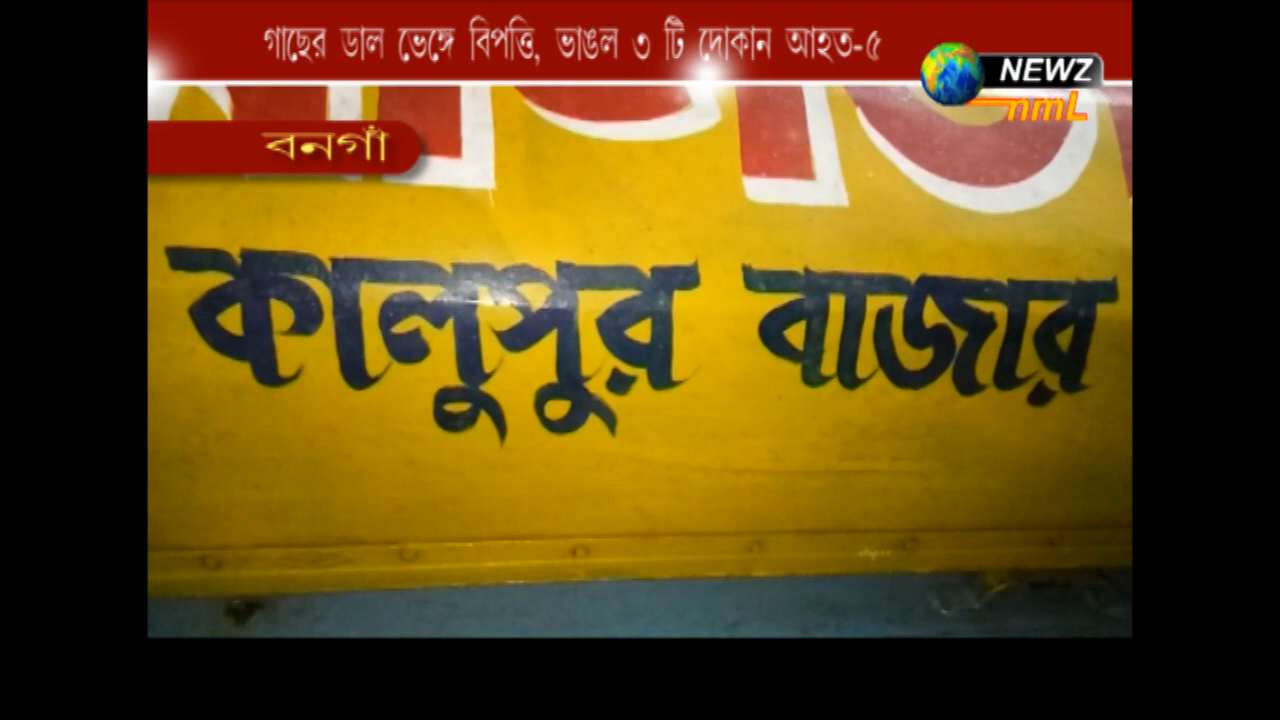 গাছের ডাল ভেঙ্গে বিপত্তি, ভাঙল ৩ টি দোকান আহত-৫
NEWZ
nmL
বনগাঁ
কালুপুর বাজার